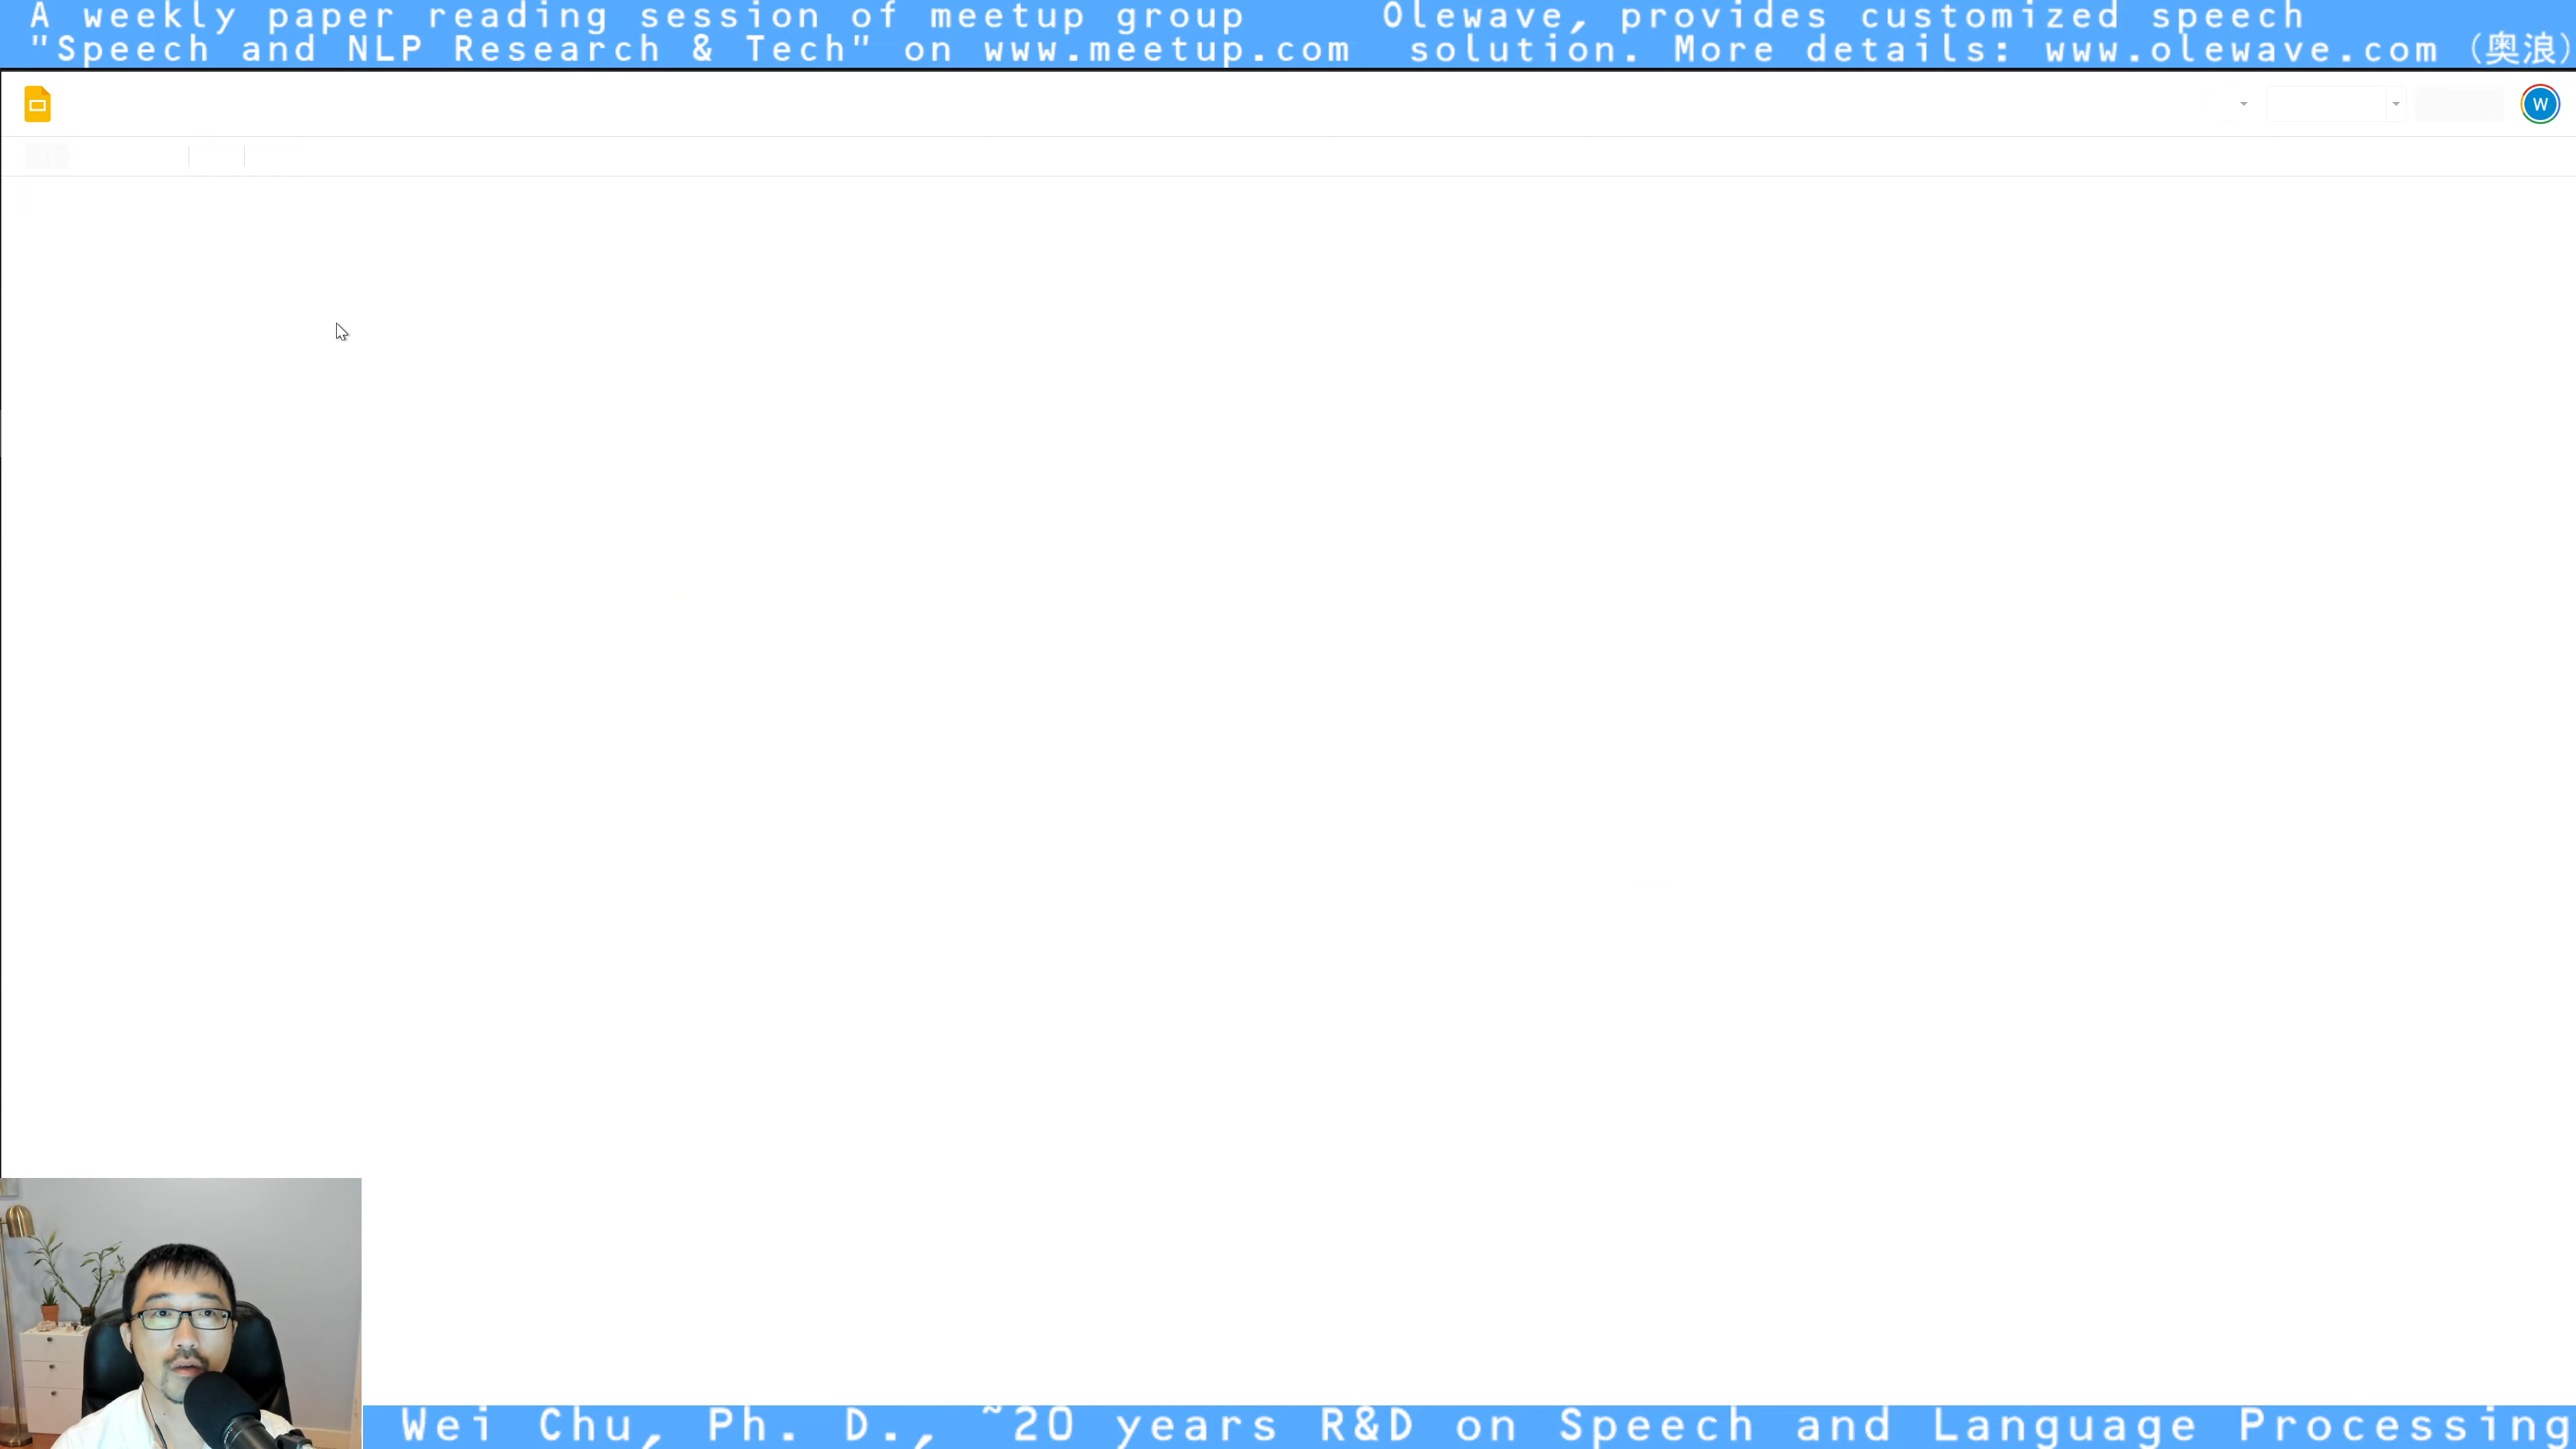 A weekly paper reading session of meetup group
"Speech and NLP Research & Tech" on www.meetup.com
Olewave, provides customized speech
solution. More details: www.olewave.com (奥浪)
W
Wei Chu, Ph. D., ~20 years R&D on Speech and Language Processing